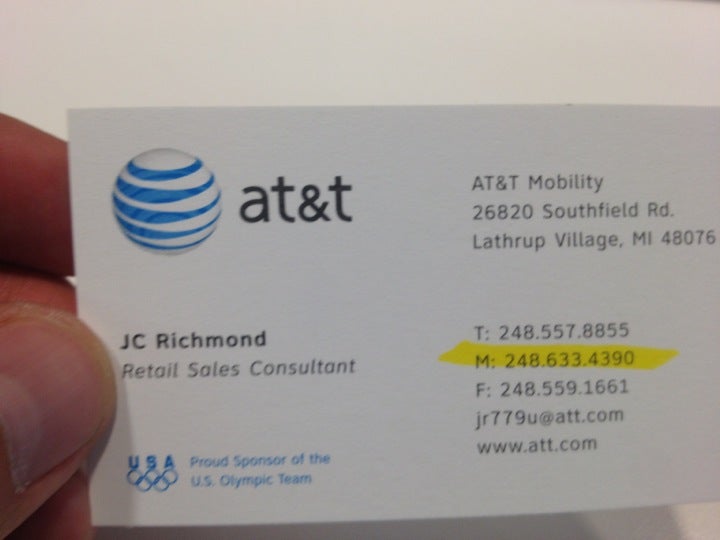 at&t
AT&T Mobility
26820 Southfield Rd.
Lathrup Village, MI 48076
JC Richmond
Retail Sales Consultant
T: 248.557.8855
M: 248.633.4390
F: 248.559.1661
jr779u@att.com
www.att.com
USA
Proud Sponsor of the
U.S. Olympic Team